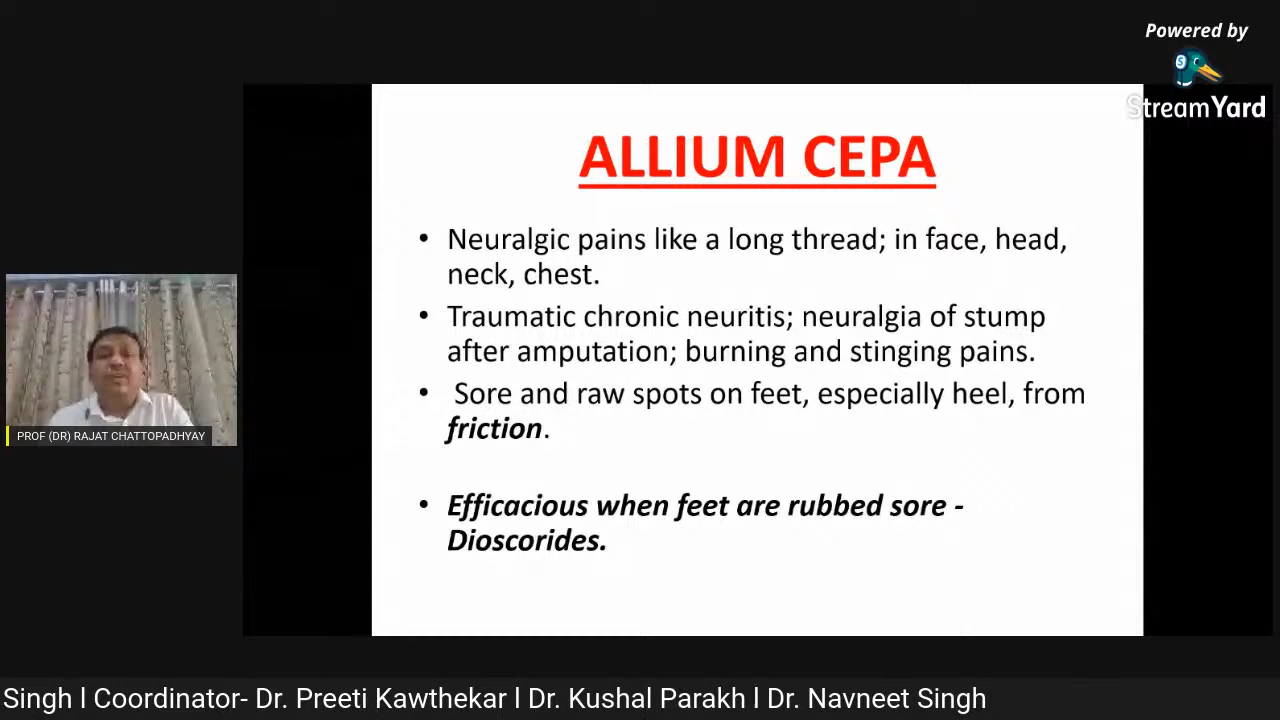 Powered by
StreamYard
ALLIUM CEPA
• Neuralgic pains like a long thread; in face, head,
neck, chest.
• Traumatic chronic neuritis; neuralgia of stump
after amputation; burning and stinging pains.
• Sore and raw spots on feet, especially heel, from
friction.
• Efficacious when feet are rubbed sore -
Dioscorides.
PROF (DR) RAJAT CHATTOPADHYAY
Singh l Coordinator- Dr. Preeti Kawthekar l Dr. Kushal Parakh l Dr. Navneet Singh